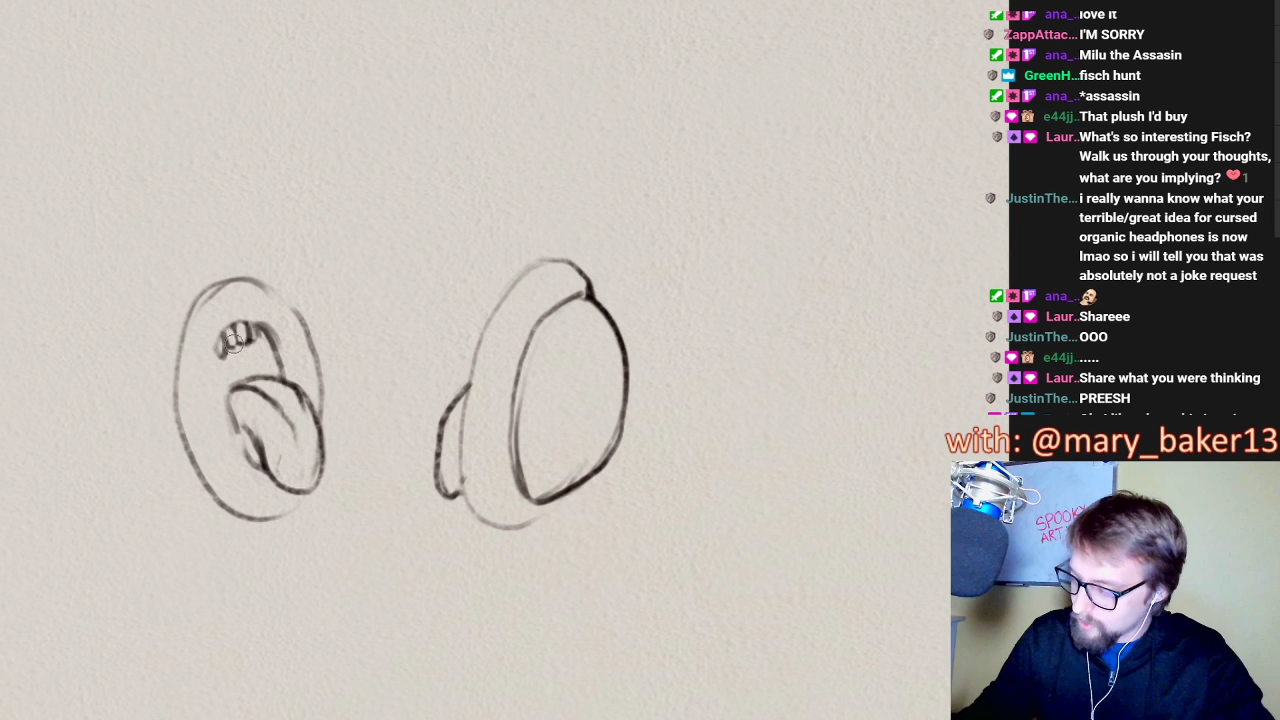 ana_.. love it
ZappAttac... I'M SORRY
ana_.. Milu the Assasin
GreenH... fisch hunt
ana_.. *assassin
e44jj.. That plush I'd buy
Laur.. What's so interesting Fisch?
Walk us through your thoughts,
what are you implying? 1
JustinThe... i really wanna know what your
terrible/great idea for cursed
organic headphones is now
lmao so i will tell you that was
absolutely not a joke request
ana_..
Laur.. Shareee
JustinThe... OOO
e44jj.. .....
Laur.. Share what you were thinking
JustinThe... PREESH
with: @mary_baker13
SPOOKY
ART